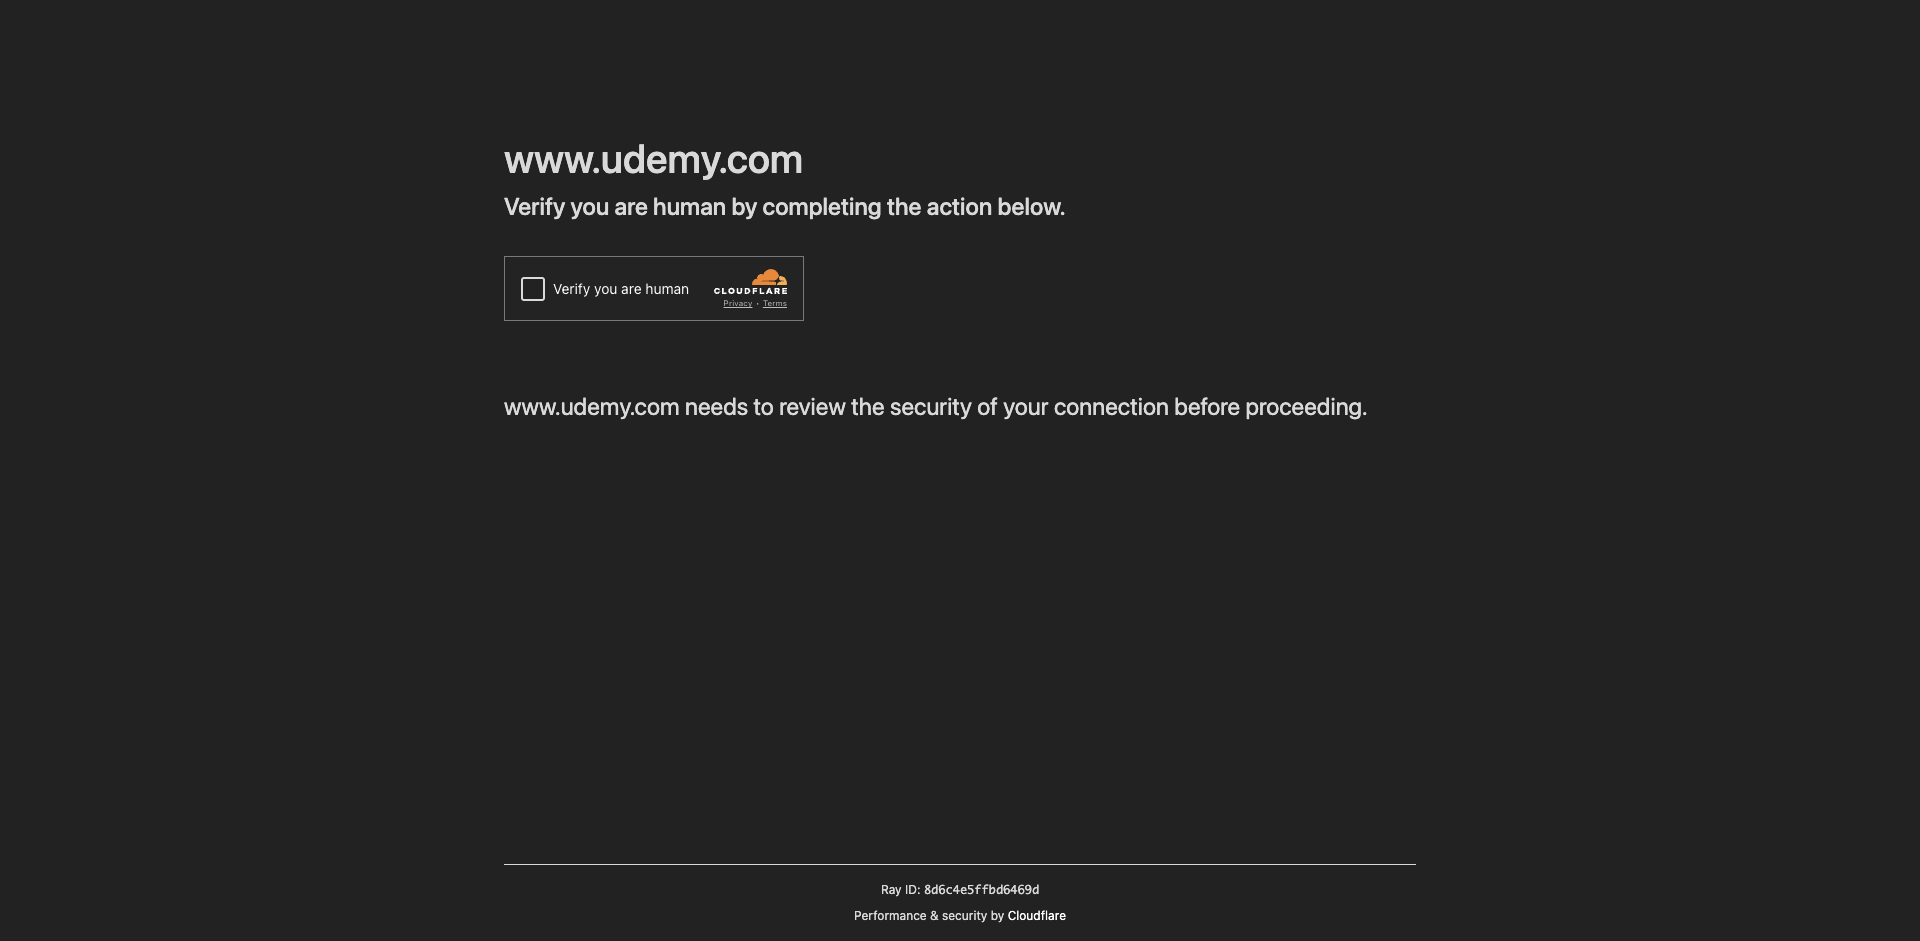 www.udemy.com
Verify you are human by completing the action below.
Verify you are human
CLOUDFLARE
Privacy • Terms
www.udemy.com needs to review the security of your connection before proceeding.
Ray ID: 8d6c4e5ffbd6469d
Performance & security by Cloudflare